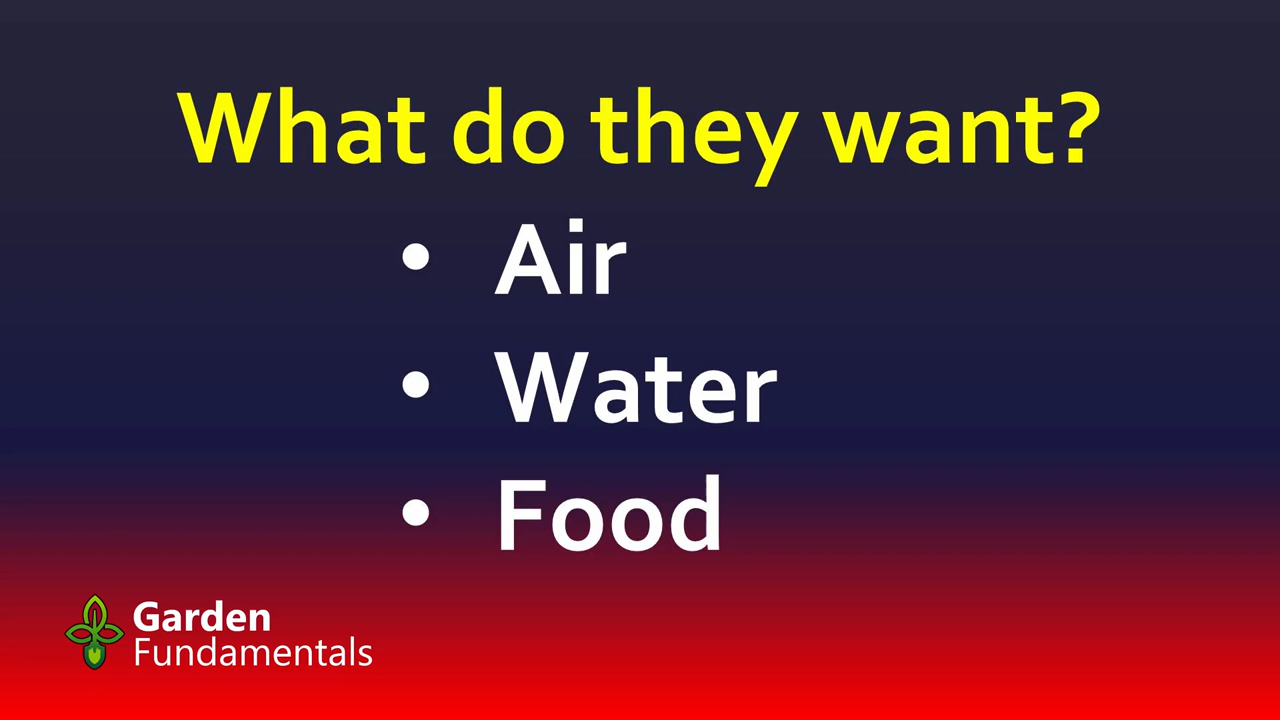 What do they want?
• Air
• Water
• Food
Garden
Fundamentals